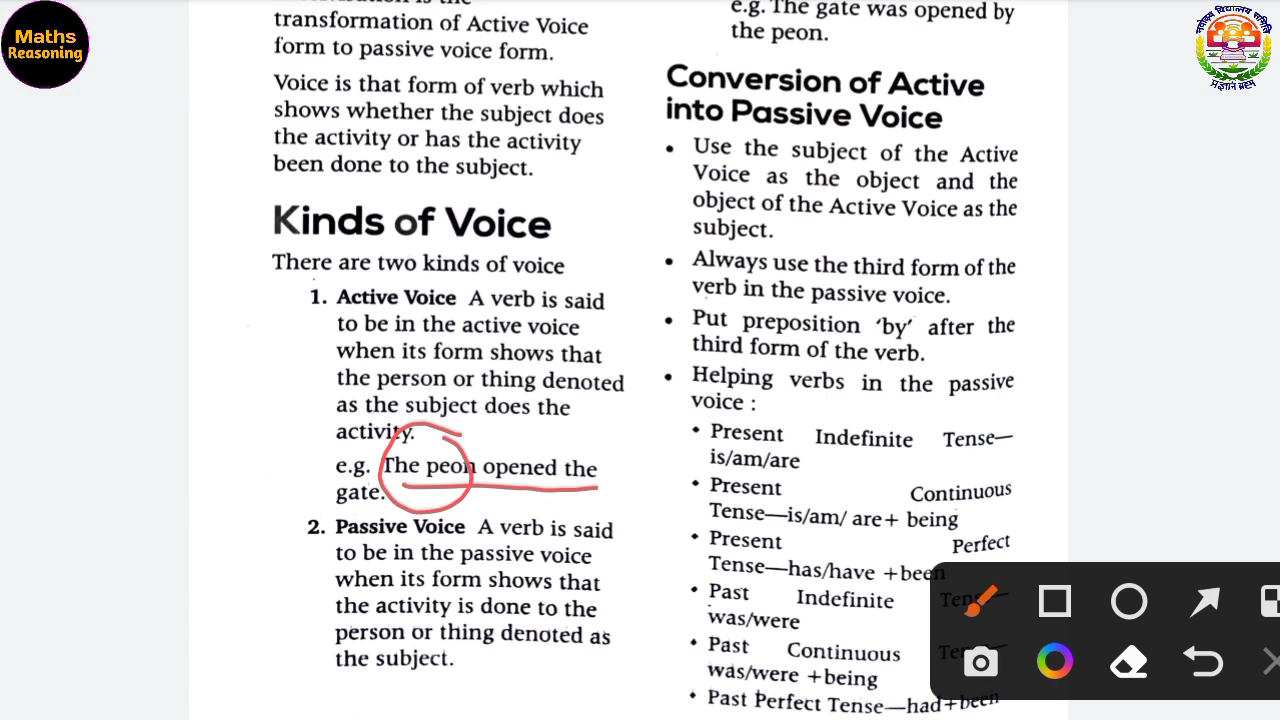 Maths
Reasoning
transformation of Active Voice
form to passive voice form.
Voice is that form of verb which
shows whether the subject does
the activity or has the activity
been done to the subject.
Kinds of Voice
There are two kinds of voice
1. Active Voice A verb is said
to be in the active voice
when its form shows that
the person or thing denoted
as the subject does the
activity.
e.g. The peon opened the
gate.
2. Passive Voice A verb is said
to be in the passive voice
when its form shows that
the activity is done to the
person or thing denoted as
the subject.
e.g. The gate was opened by
the peon.
Conversion of Active
into Passive Voice
• Use the subject of the Active
Voice as the object and the
object of the Active Voice as the
subject.
• Always use the third form of the
verb in the passive voice.
• Put preposition ‘by’ after the
third form of the verb.
• Helping verbs in the passive
voice :
• Present Indefinite Tense—
is/am/are
• Present Continuous
Tense—is/am/ are+ being
• Present Perfect
Tense—has/have +been
• Past Indefinite Tense—
was/were
• Past Continuous Tense—
was/were +being
• Past Perfect Tense—had+been
नवोदय विद्यालय समिति
प्रज्ञानं ब्रह्म